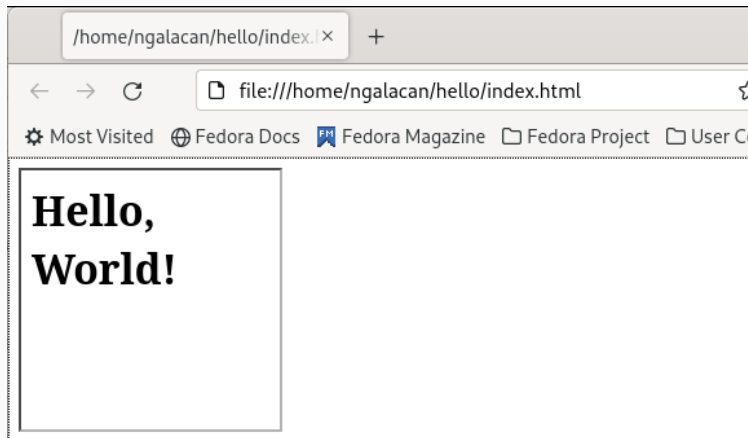 /home/ngalacan/hello/index.
file:///home/ngalacan/hello/index.html
Most Visited Fedora Docs FM Fedora Magazine Fedora Project User
Hello,
World!